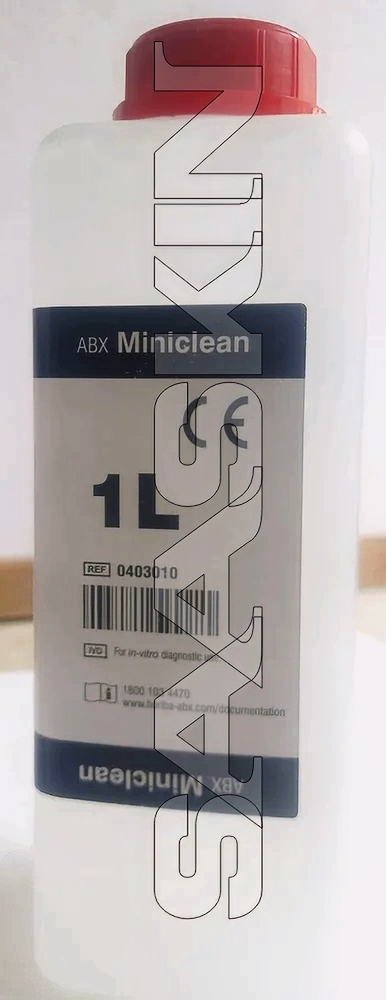 ABX Miniclean
CE
1L
REF 0403010
IVD For in-vitro diagnostic use
1800 103 4470
www.horiba-abx.com/documentation
ABX Miniclean
SAAASKIN